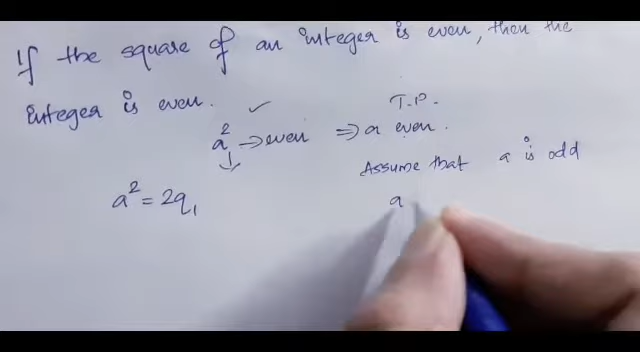 If the square of an integer is even, then the
integer is even. ✓
T.P.
a² → even ⇒ a even.
↓
Assume that a is odd
a² = 2q₁
a